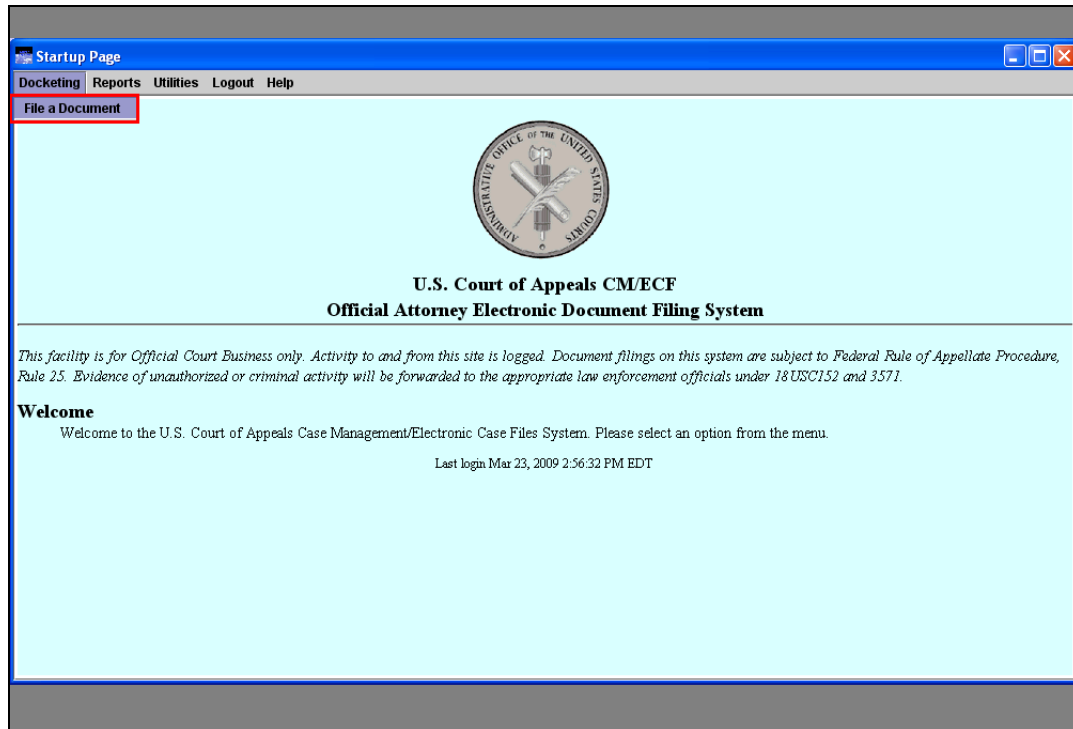 Startup Page
Docketing Reports Utilities Logout Help
File a Document
ADMINISTRATIVE OFFICE OF THE UNITED STATES COURTS
U.S. Court of Appeals CM/ECF
Official Attorney Electronic Document Filing System
This facility is for Official Court Business only. Activity to and from this site is logged. Document filings on this system are subject to Federal Rule of Appellate Procedure,
Rule 25. Evidence of unauthorized or criminal activity will be forwarded to the appropriate law enforcement officials under 18USC152 and 3571.
Welcome
Welcome to the U.S. Court of Appeals Case Management/Electronic Case Files System. Please select an option from the menu.
Last login Mar 23, 2009 2:56:32 PM EDT